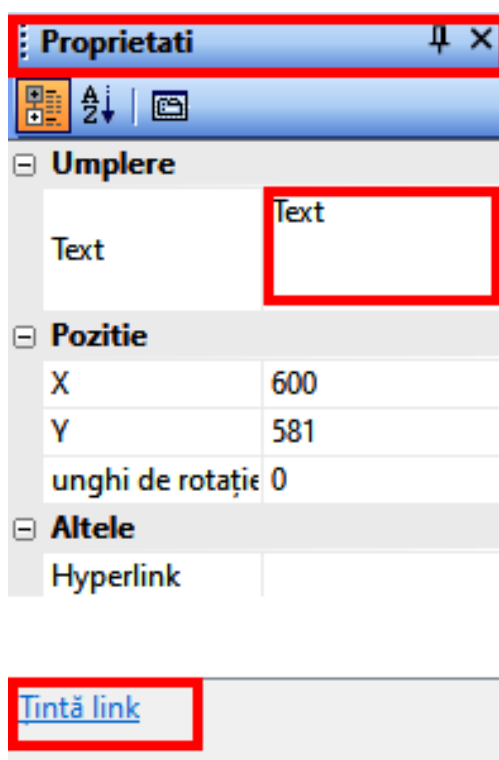 Proprietati
Umplere
Text Text
Pozitie
X 600
Y 581
unghi de rotație 0
Altele
Hyperlink
Țintă link